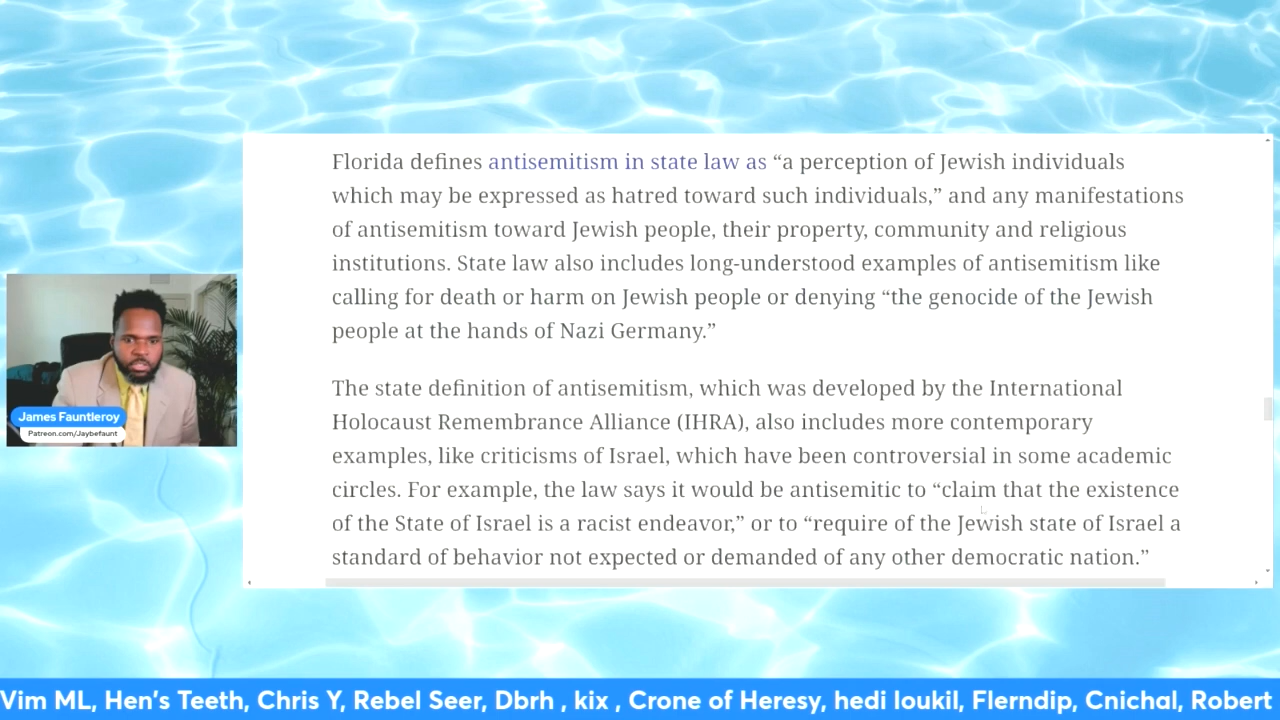 Florida defines antisemitism in state law as “a perception of Jewish individuals
which may be expressed as hatred toward such individuals,” and any manifestations
of antisemitism toward Jewish people, their property, community and religious
institutions. State law also includes long-understood examples of antisemitism like
calling for death or harm on Jewish people or denying “the genocide of the Jewish
people at the hands of Nazi Germany.”
The state definition of antisemitism, which was developed by the International
Holocaust Remembrance Alliance (IHRA), also includes more contemporary
examples, like criticisms of Israel, which have been controversial in some academic
circles. For example, the law says it would be antisemitic to “claim that the existence
of the State of Israel is a racist endeavor,” or to “require of the Jewish state of Israel a
standard of behavior not expected or demanded of any other democratic nation.”
James Fauntleroy
Patreon.com/Jaybefaunt
Vim ML, Hen's Teeth, Chris Y, Rebel Seer, Dbrh , kix , Crone of Heresy, hedi loukil, Flerndip, Cnichal, Robert